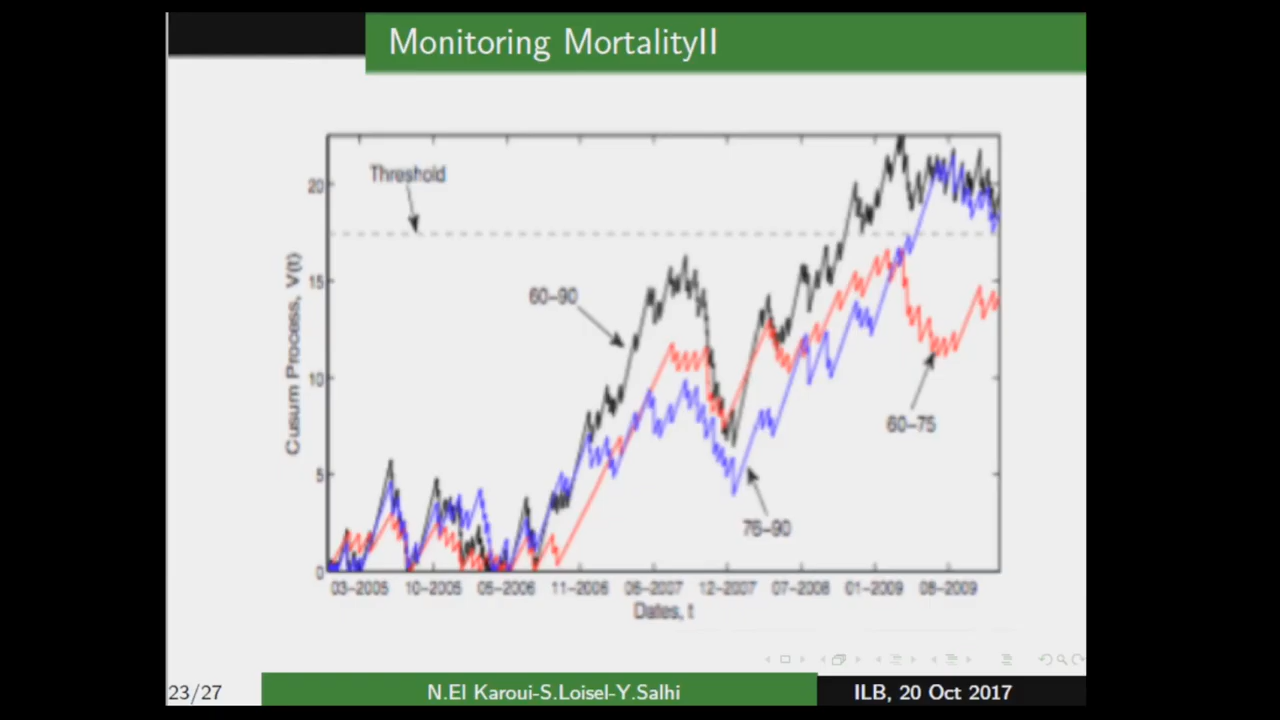 Monitoring MortalityII
Threshold
60-90
60-75
76-90
Cusum Process, V(t)
20
15
10
5
0
03-2005 10-2005 05-2006 11-2006 06-2007 12-2007 07-2008 01-2009 08-2009
Dates, t
23/27 N.El Karoui-S.Loisel-Y.Salhi ILB, 20 Oct 2017